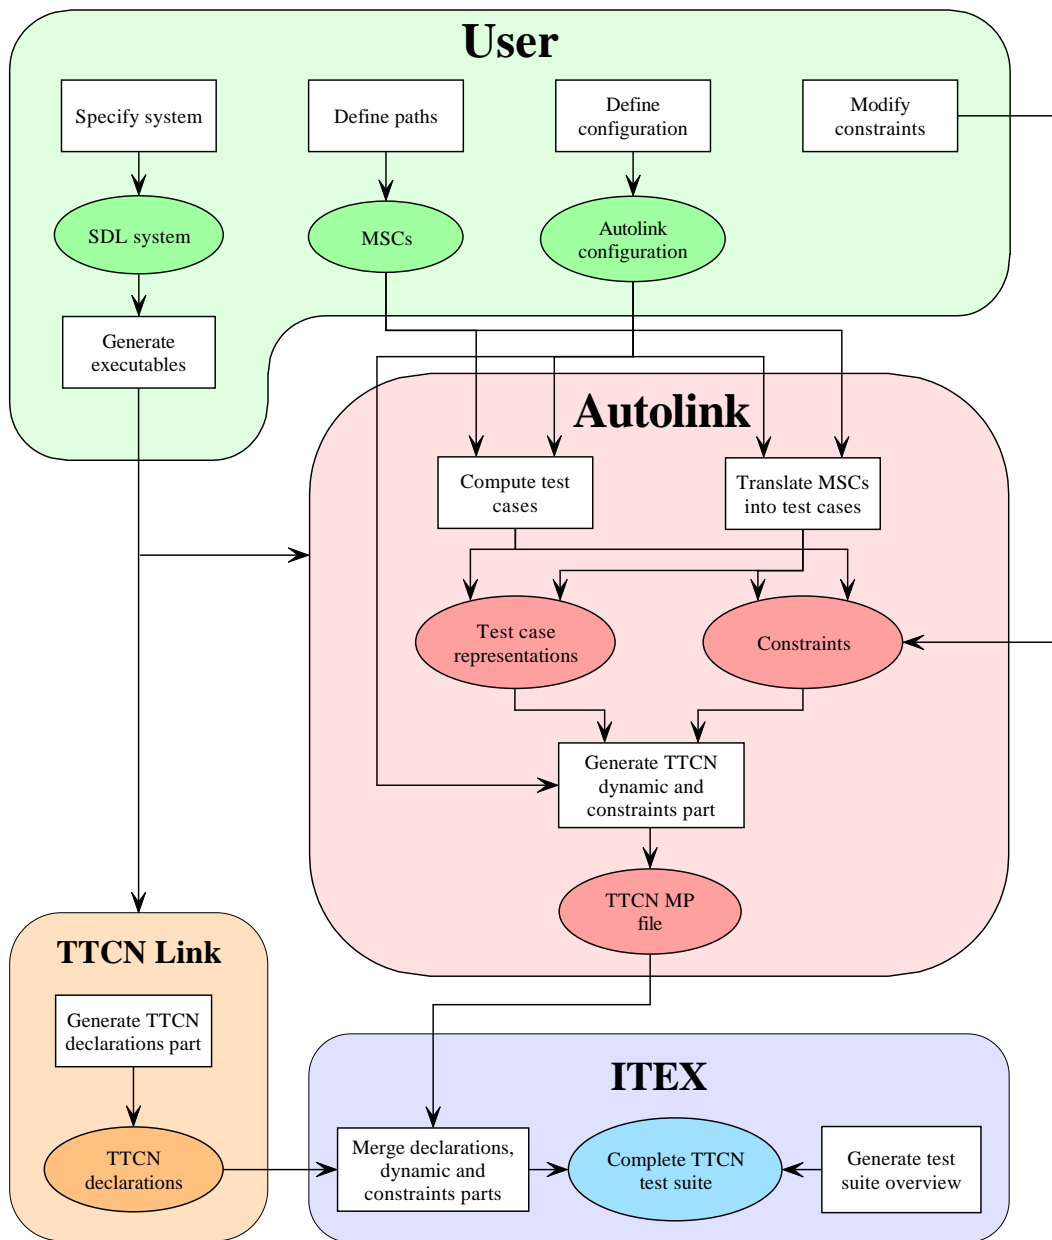 User
Specify system
Define paths
Define
configuration
Modify
constraints
SDL system
MSCs
Autolink
configuration
Generate
executables
Autolink
Compute test
cases
Translate MSCs
into test cases
Test case
representations
Constraints
Generate TTCN
dynamic and
constraints part
TTCN MP
file
TTCN Link
Generate TTCN
declarations part
TTCN
declarations
ITEX
Merge declarations,
dynamic and
constraints parts
Complete TTCN
test suite
Generate test
suite overview